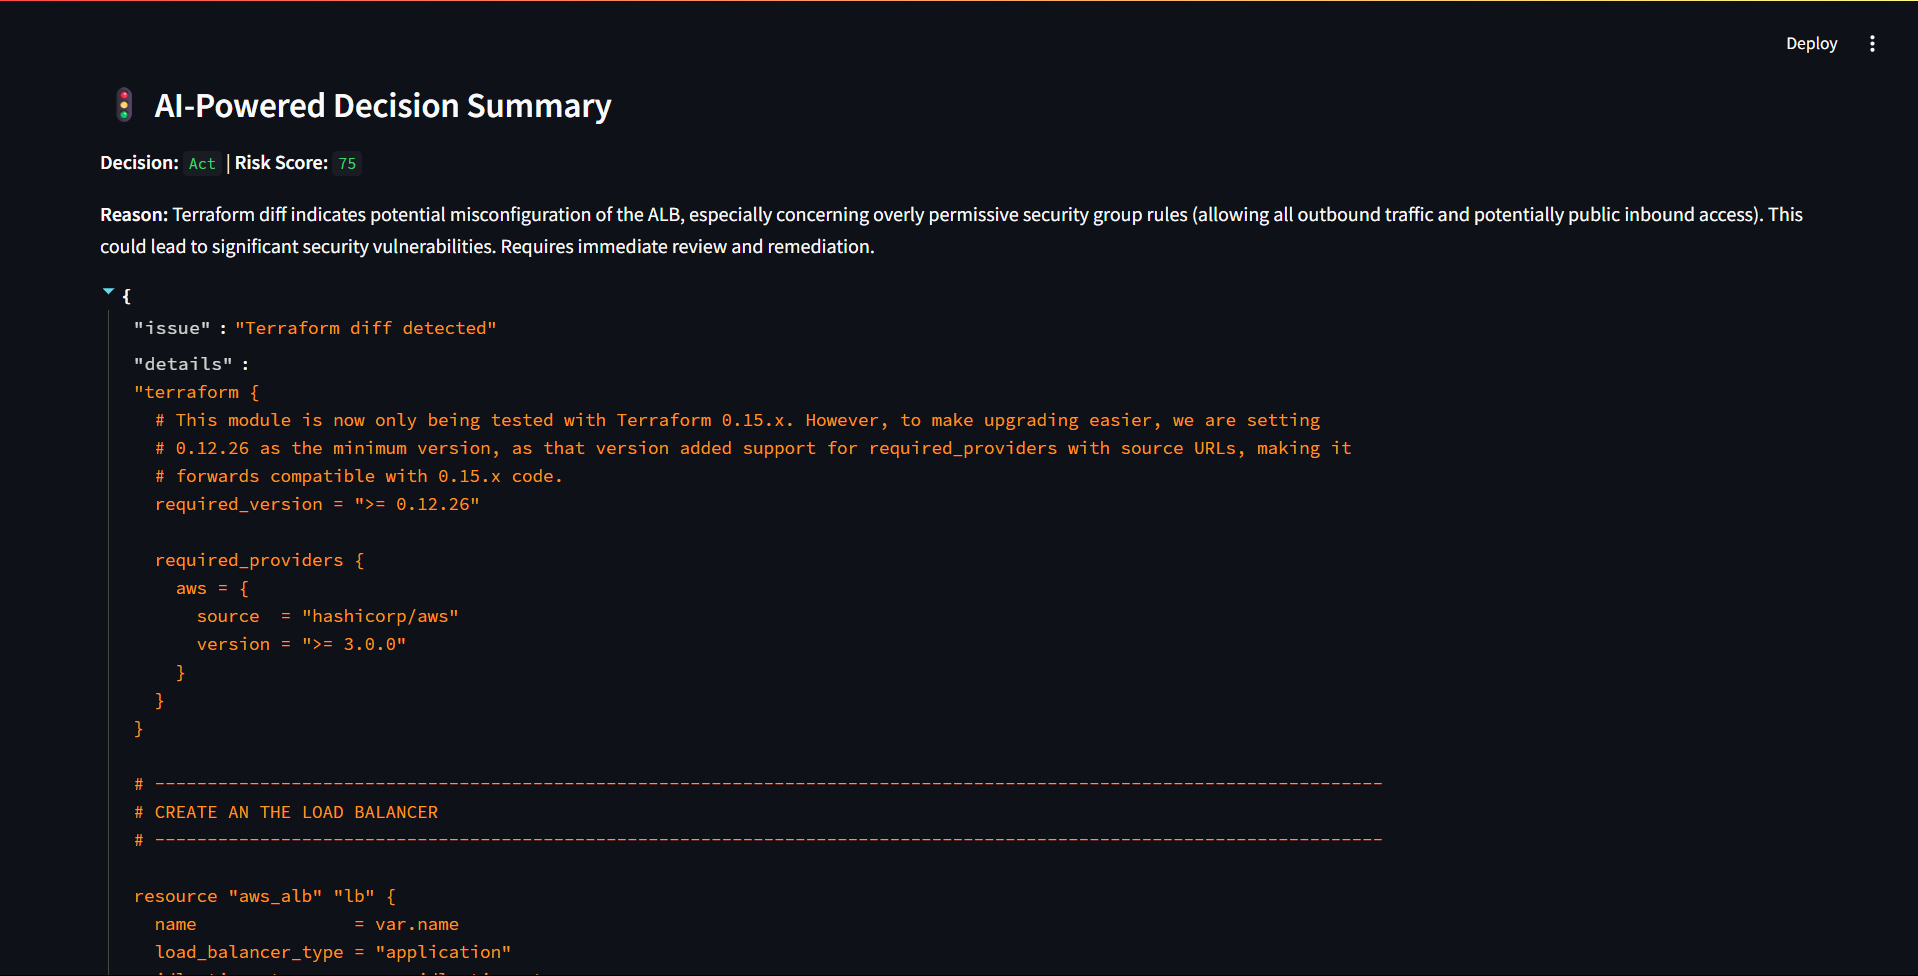 Deploy
AI-Powered Decision Summary
Decision: Act | Risk Score: 75
Reason: Terraform diff indicates potential misconfiguration of the ALB, especially concerning overly permissive security group rules (allowing all outbound traffic and potentially public inbound access). This
could lead to significant security vulnerabilities. Requires immediate review and remediation.
{
"issue" : "Terraform diff detected"
"details" :
"terraform {
  # This module is now only being tested with Terraform 0.15.x. However, to make upgrading easier, we are setting
  # 0.12.26 as the minimum version, as that version added support for required_providers with source URLs, making it
  # forwards compatible with 0.15.x code.
  required_version = ">= 0.12.26"
  required_providers {
    aws = {
      source  = "hashicorp/aws"
      version = ">= 3.0.0"
    }
  }
}
# ---------------------------------------------------------------------------------------------------------------------
# CREATE AN THE LOAD BALANCER
# ---------------------------------------------------------------------------------------------------------------------
resource "aws_alb" "lb" {
  name               = var.name
  load_balancer_type = "application"